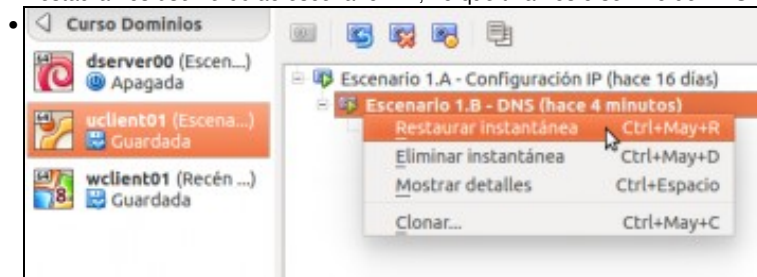 Curso Dominios
dserver00 (Escen...)
Apagada
uclient01 (Escena...)
Guardada
wclient01 (Recén ...)
Guardada
Escenario 1.A - Configuración IP (hace 16 días)
Escenario 1.B - DNS (hace 4 minutos)
Restaurar instantánea Ctrl+May+R
Eliminar instantánea Ctrl+May+D
Mostrar detalles Ctrl+Espacio
Clonar... Ctrl+May+C